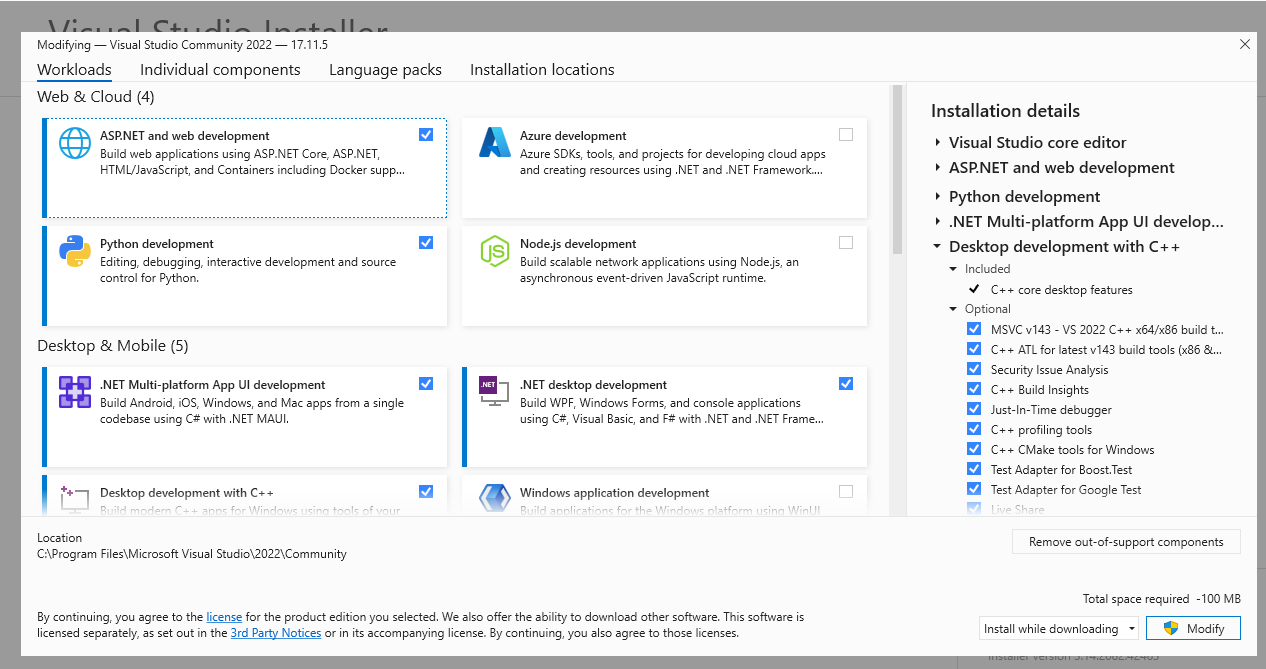 Visual Studio Installer
Modifying — Visual Studio Community 2022 — 17.11.5
Workloads
Individual components
Language packs
Installation locations
Web & Cloud (4)
ASP.NET and web development
Build web applications using ASP.NET Core, ASP.NET,
HTML/JavaScript, and Containers including Docker supp...
Azure development
Azure SDKs, tools, and projects for developing cloud apps
and creating resources using .NET and .NET Framework....
Python development
Editing, debugging, interactive development and source
control for Python.
Node.js development
Build scalable network applications using Node.js, an
asynchronous event-driven JavaScript runtime.
JS
Desktop & Mobile (5)
.NET Multi-platform App UI development
Build Android, iOS, Windows, and Mac apps from a single
codebase using C# with .NET MAUI.
.NET
.NET desktop development
Build WPF, Windows Forms, and console applications
using C#, Visual Basic, and F# with .NET and .NET Frame...
Desktop development with C++
Build modern C++ apps for Windows using tools of your
Windows application development
Build applications for the Windows platform using WinUI
Installation details
Visual Studio core editor
ASP.NET and web development
Python development
.NET Multi-platform App UI develop...
Desktop development with C++
Included
C++ core desktop features
Optional
MSVC v143 - VS 2022 C++ x64/x86 build t...
C++ ATL for latest v143 build tools (x86 &...
Security Issue Analysis
C++ Build Insights
Just-In-Time debugger
C++ profiling tools
C++ CMake tools for Windows
Test Adapter for Boost.Test
Test Adapter for Google Test
Live Share
Location
C:\Program Files\Microsoft Visual Studio\2022\Community
Remove out-of-support components
Total space required -100 MB
By continuing, you agree to the license for the product edition you selected. We also offer the ability to download other software. This software is
licensed separately, as set out in the 3rd Party Notices or in its accompanying license. By continuing, you also agree to those licenses.
Install while downloading
Modify
Installer version